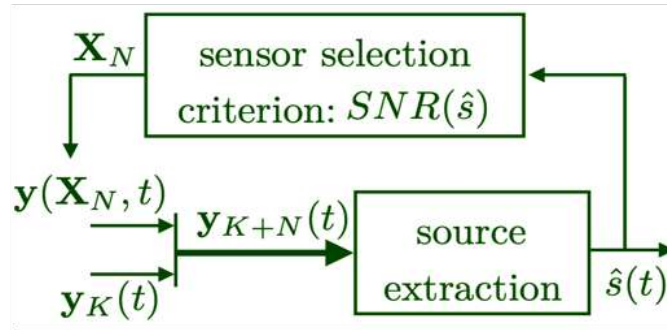 𝐗_N
sensor selection
criterion: SNR(ŝ)
𝐲(𝐗_N, t)
𝐲_{K+N}(t)
source
extraction
ŝ(t)
𝐲_K(t)